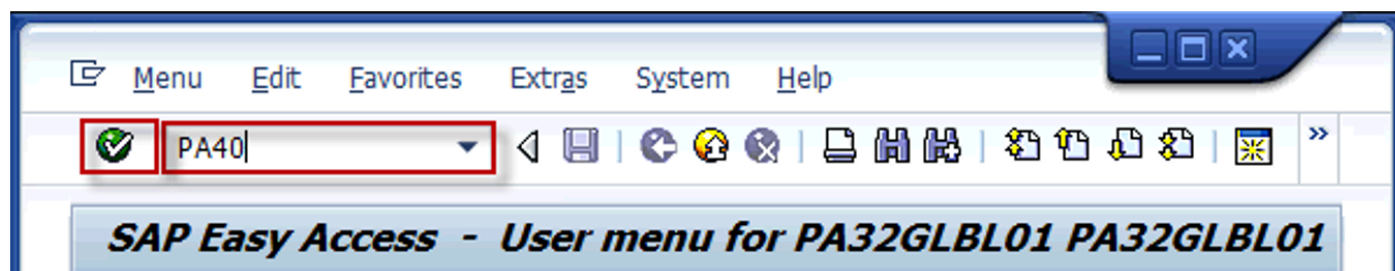 Menu Edit Favorites Extras System Help
PA40
SAP Easy Access - User menu for PA32GLBL01 PA32GLBL01